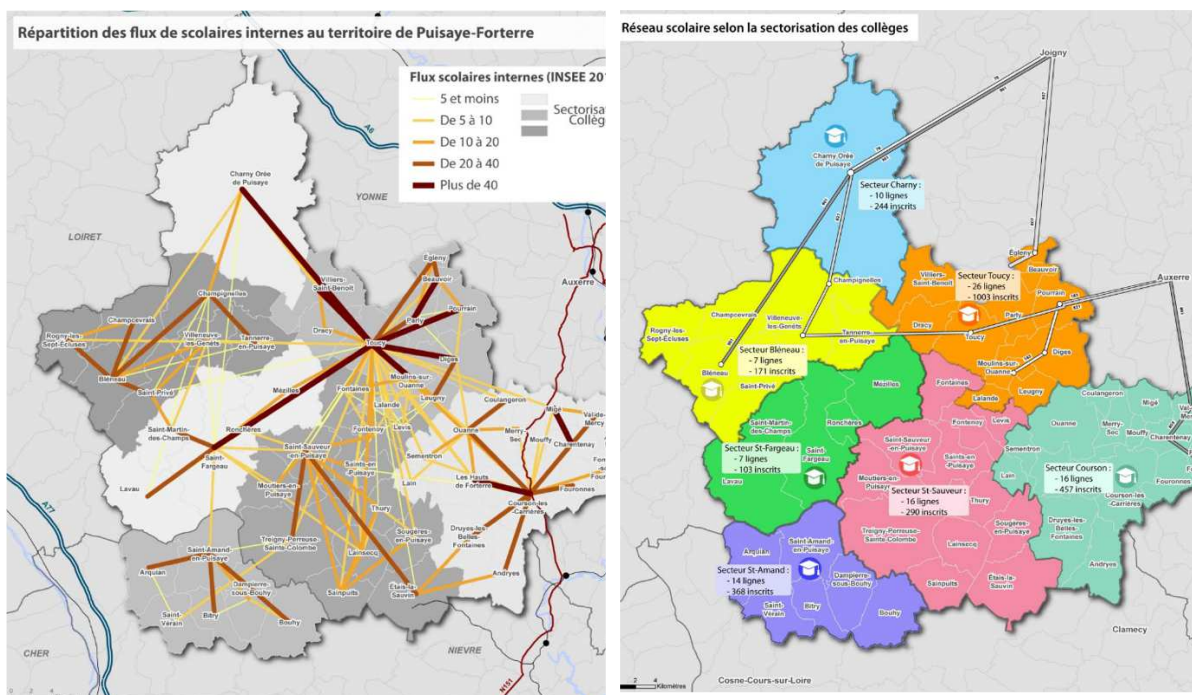 Répartition des flux de scolaires internes au territoire de Puisaye-Forterre
Flux scolaires internes (INSEE 201
5 et moins
De 5 à 10
De 10 à 20
De 20 à 40
Plus de 40
Sectorisa
Collèg
A6
YONNE
LOIRET
Charny Orée
de Puisaye
Auxerre
Égleny
Beauvoir
Villiers-
Saint-Benoît
Champignelles
Pourrain
Parly
Champcevrais
Dracy
Rogny-les-
Sept-Écluses
Villeneuve-
les-Genêts
Tannerre-
en-Puisaye
Toucy
Diges
Bléneau
Mézilles
Moulins-sur-
Ouanne
Saint-Privé
Fontaines
Leugny
Lalande
Coulangeron
Migé
Saint-Martin-
des-Champs
Ronchères
Fontenoy
Levis
Ouanne
Merry-
Sec
Mouffy
Charentenay
Saint-
Fargeau
Saint-Sauveur-
en-Puisaye
Sementron
Saints-en-
Puisaye
Lain
Les Hauts
de Forterre
Fouronnes
Lavau
Moutiers-en-
Puisaye
Courson-
les-Carrières
Thury
Druyes-les-
Belles-
Fontaines
Treigny-Perreuse-
Sainte-Colombe
Sougères-
en-Puisaye
Saint-Amand-
en-Puisaye
Lainsecq
Andryes
Arquian
Dampierre-
sous-Bouhy
Sainpuits
Étais-la-
Sauvin
Saint-
Vérain
Bitry
Bouhy
A77
CHER
NIEVRE
N151
0 2 4
Réseau scolaire selon la sectorisation des collèges
Joigny
Charny Orée
de Puisaye
Secteur Charny :
- 10 lignes
- 244 inscrits
Égleny
Beauvoir
Auxerre
Villiers-
Saint-Benoît
Secteur Toucy :
- 26 lignes
- 1003 inscrits
Pourrain
Champignelles
Champcevrais
Villeneuve-
les-Genêts
Parly
Rogny-les-
Sept-Écluses
Dracy
Tannerre-
en-Puisaye
Toucy
Secteur Bléneau :
- 7 lignes
- 171 inscrits
Diges
Bléneau
Moulins-sur-
Ouanne
Saint-Privé
Mézilles
Leugny
Fontaines
Lalande
Coulangeron
Migé
Saint-Martin-
des-Champs
Ronchères
Fontenoy
Levis
Ouanne
Merry-
Sec
Mouffy
Charentenay
Secteur St-Fargeau :
- 7 lignes
- 103 inscrits
Saint-
Fargeau
Saint-Sauveur-
en-Puisaye
Saints-en-
Puisaye
Sementron
Lain
Lavau
Moutiers-en-
Puisaye
Secteur St-Sauveur :
- 16 lignes
- 290 inscrits
Secteur Courson :
- 16 lignes
- 457 inscrits
Fouronnes
Courson-
les-Carrières
Thury
Treigny-Perreuse-
Sainte-Colombe
Sougères-
en-Puisaye
Druyes-les-
Belles-
Fontaines
Arquian
Saint-Amand-
en-Puisaye
Lainsecq
Andryes
Secteur St-Amand :
- 14 lignes
- 368 inscrits
Dampierre-
sous-Bouhy
Sainpuits
Étais-la-
Sauvin
Saint-
Vérain
Bitry
Bouhy
Clamecy
Cosne-Cours-sur-Loire
2 4
Kilomètres